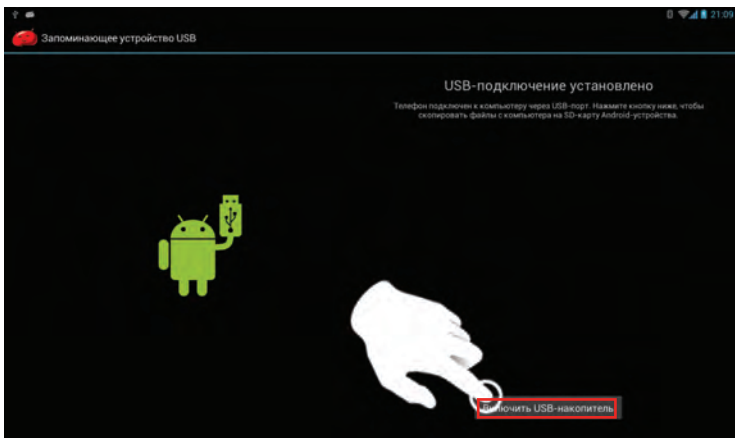 21:09
Запоминающее устройство USB
USB-подключение установлено
Телефон подключен к компьютеру через USB-порт. Нажмите кнопку ниже, чтобы
скопировать файлы с компьютера на SD-карту Android-устройства.
Включить USB-накопитель